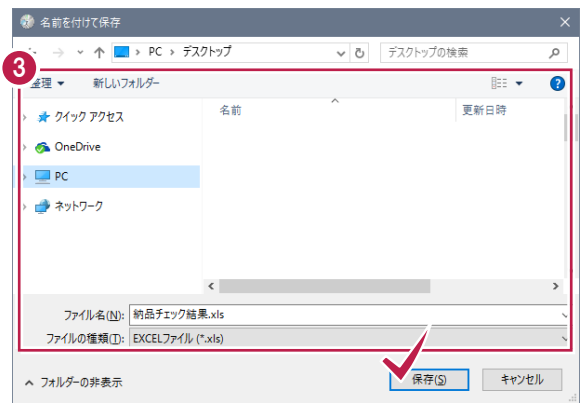 名前を付けて保存
PC › デスクトップ
デスクトップの検索
3
整理
新しいフォルダー
?
クイック アクセス
名前
更新日時
OneDrive
PC
ネットワーク
ファイル名(N):
納品チェック結果.xls
ファイルの種類(T):
EXCELファイル (*.xls)
フォルダーの非表示
保存(S)
キャンセル